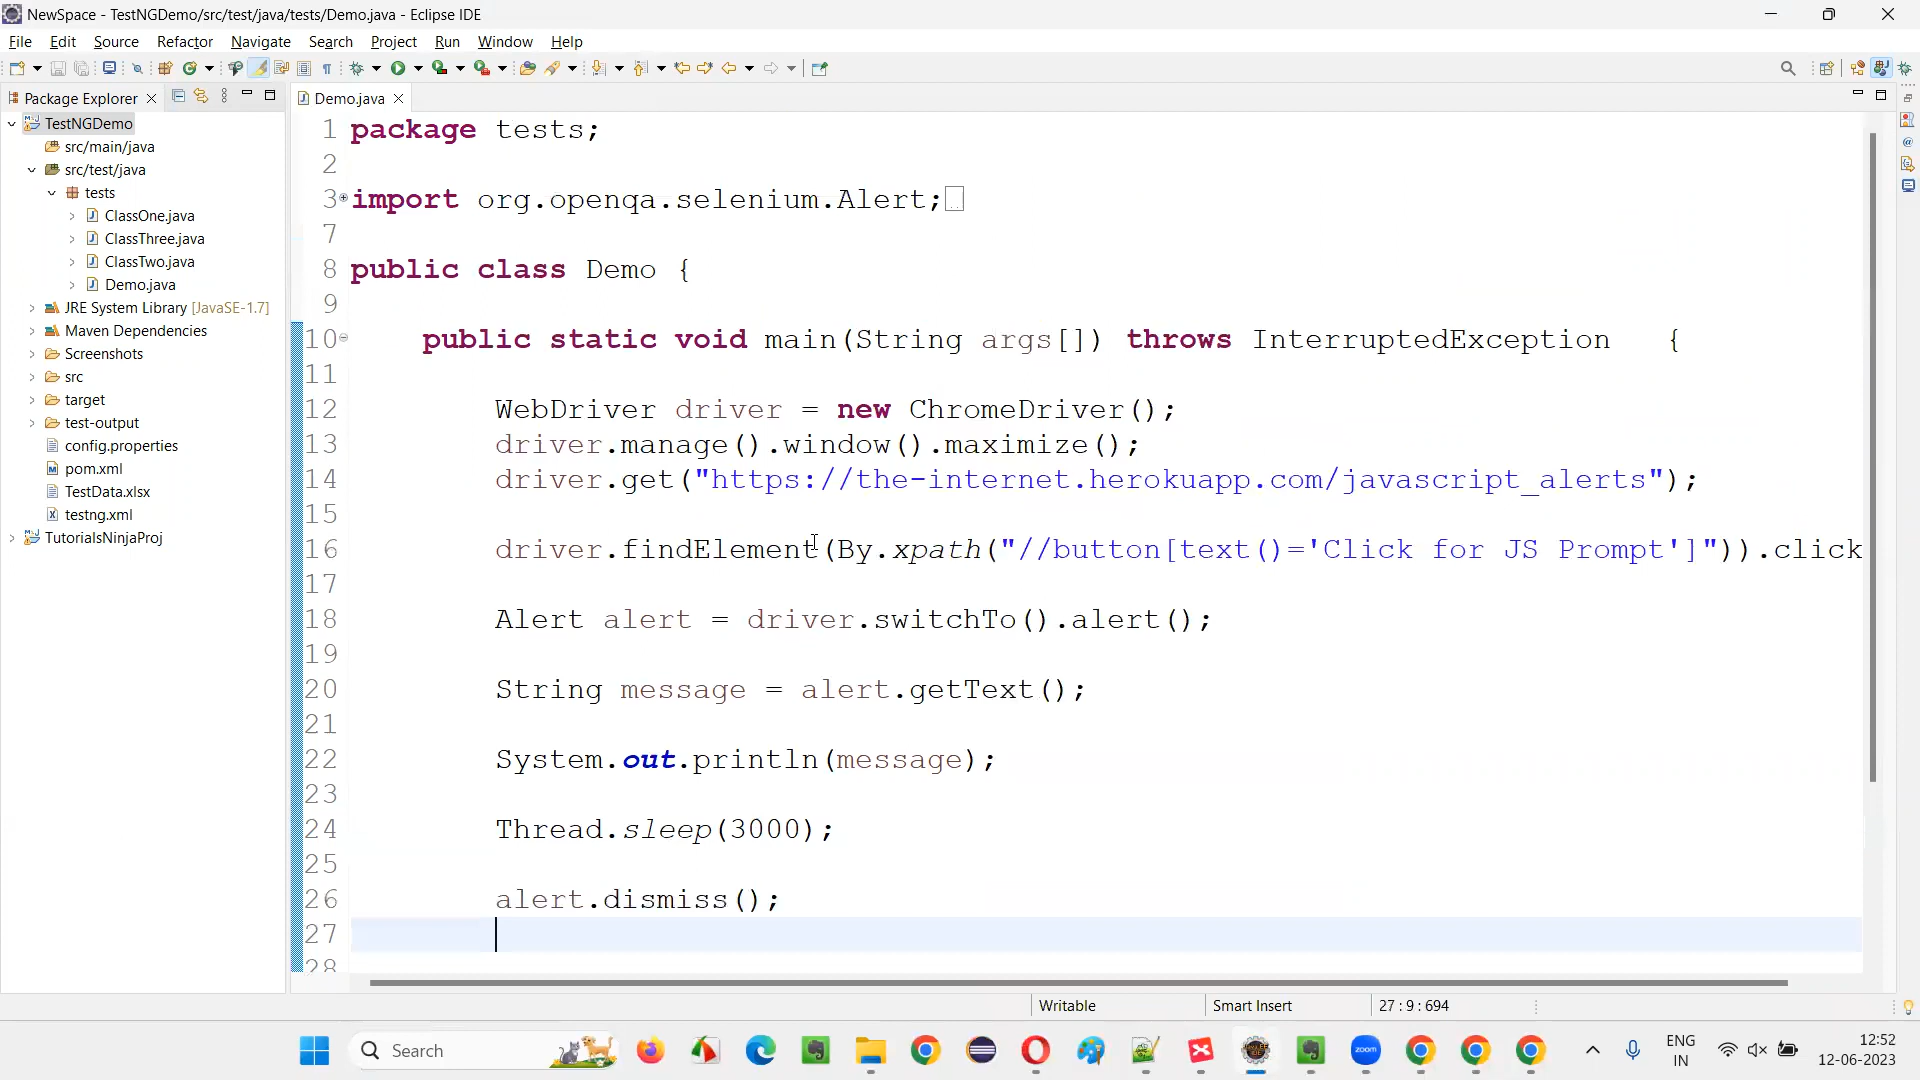 NewSpace - TestNGDemo/src/test/java/tests/Demo.java - Eclipse IDE
File Edit Source Refactor Navigate Search Project Run Window Help
Package Explorer
Demo.java
TestNGDemo
src/main/java
src/test/java
tests
ClassOne.java
ClassThree.java
ClassTwo.java
Demo.java
JRE System Library [JavaSE-1.7]
Maven Dependencies
Screenshots
src
target
test-output
config.properties
pom.xml
TestData.xlsx
testng.xml
TutorialsNinjaProj
1 package tests;
2
3 import org.openqa.selenium.Alert;
7
8 public class Demo {
9
10 public static void main(String args[]) throws InterruptedException {
11
12 WebDriver driver = new ChromeDriver();
13 driver.manage().window().maximize();
14 driver.get("https://the-internet.herokuapp.com/javascript_alerts");
15
16 driver.findElement(By.xpath("//button[text()='Click for JS Prompt']")).click
17
18 Alert alert = driver.switchTo().alert();
19
20 String message = alert.getText();
21
22 System.out.println(message);
23
24 Thread.sleep(3000);
25
26 alert.dismiss();
27
28
Writable Smart Insert 27 : 9 : 694
Search
zoom
ENG
IN
12:52
12-06-2023